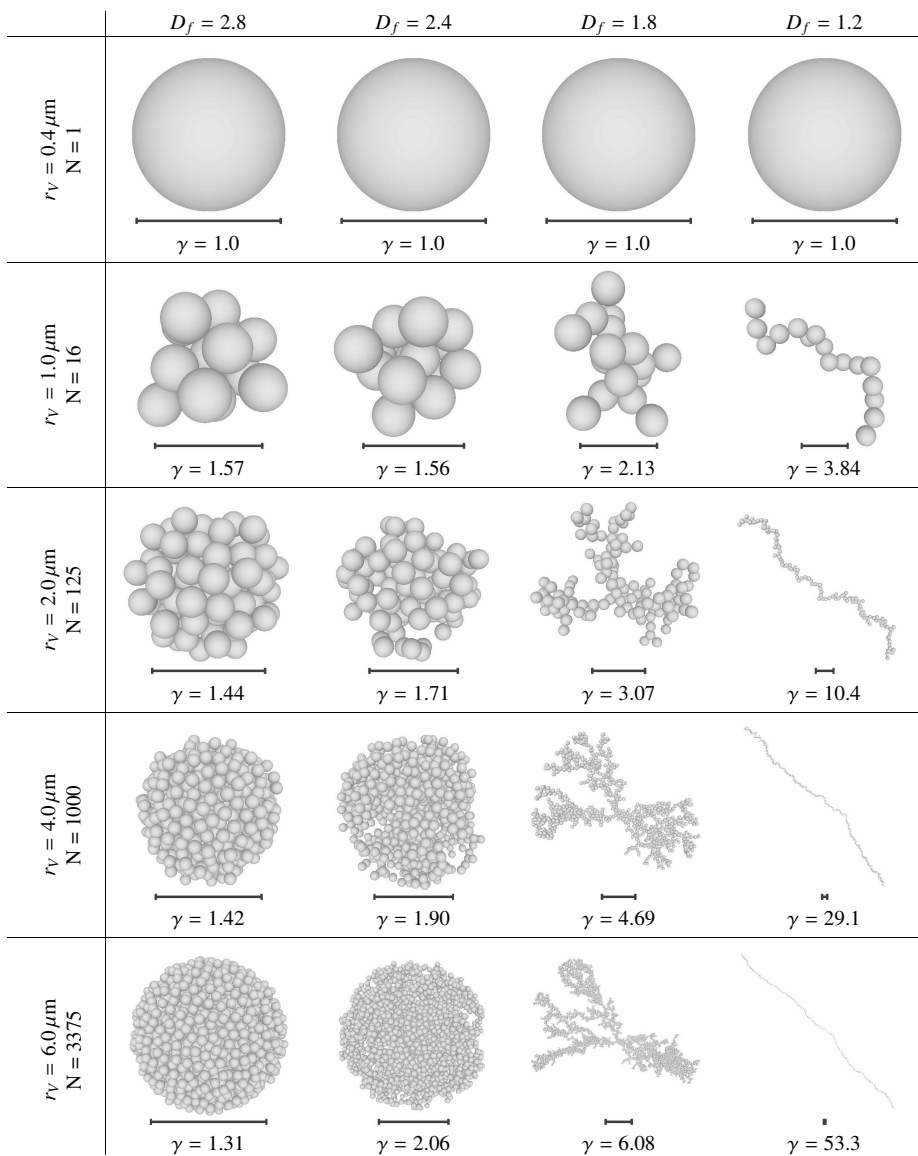 D_f = 2.8 D_f = 2.4 D_f = 1.8 D_f = 1.2
r_V = 0.4 μm
N = 1
γ = 1.0 γ = 1.0 γ = 1.0 γ = 1.0
r_V = 1.0 μm
N = 16
γ = 1.57 γ = 1.56 γ = 2.13 γ = 3.84
r_V = 2.0 μm
N = 125
γ = 1.44 γ = 1.71 γ = 3.07 γ = 10.4
r_V = 4.0 μm
N = 1000
γ = 1.42 γ = 1.90 γ = 4.69 γ = 29.1
r_V = 6.0 μm
N = 3375
γ = 1.31 γ = 2.06 γ = 6.08 γ = 53.3